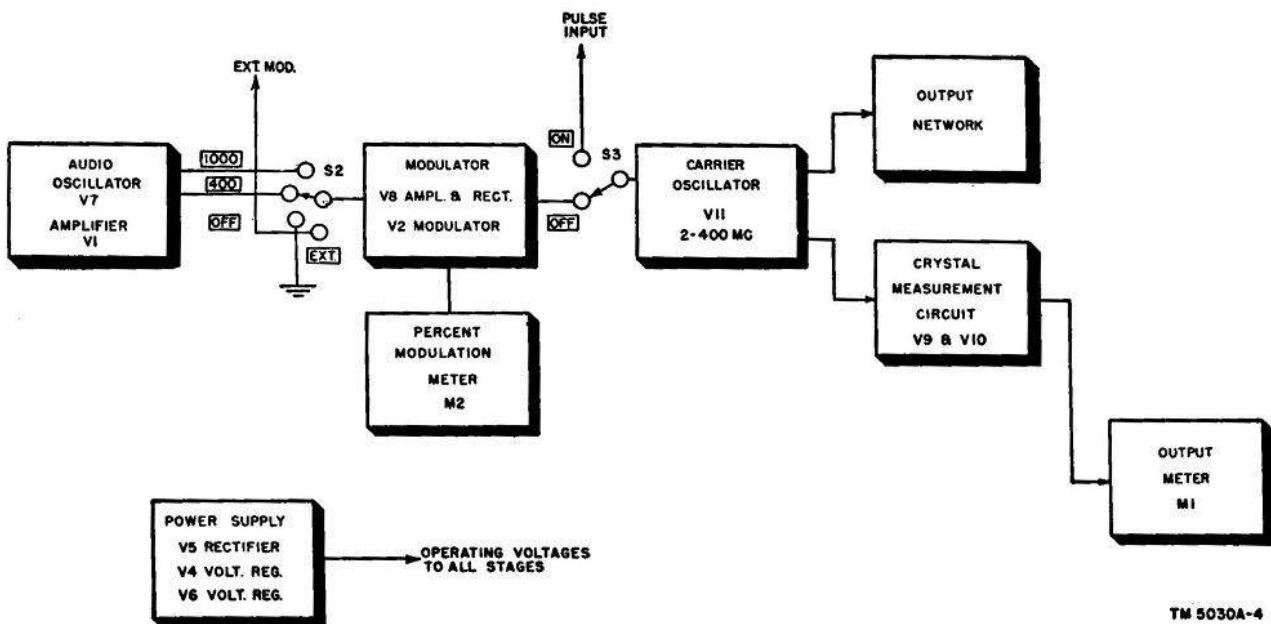 PULSE
INPUT
EXT. MOD.
AUDIO
OSCILLATOR
V7
AMPLIFIER
V1
1000
400
OFF
EXT.
S2
MODULATOR
V8 AMPL. & RECT.
V2 MODULATOR
ON
OFF
S3
CARRIER
OSCILLATOR
V11
2-400 MC
OUTPUT
NETWORK
CRYSTAL
MEASUREMENT
CIRCUIT
V9 & V10
PERCENT
MODULATION
METER
M2
OUTPUT
METER
M1
POWER SUPPLY
V5 RECTIFIER
V4 VOLT. REG.
V6 VOLT. REG.
OPERATING VOLTAGES
TO ALL STAGES
TM 5030A-4